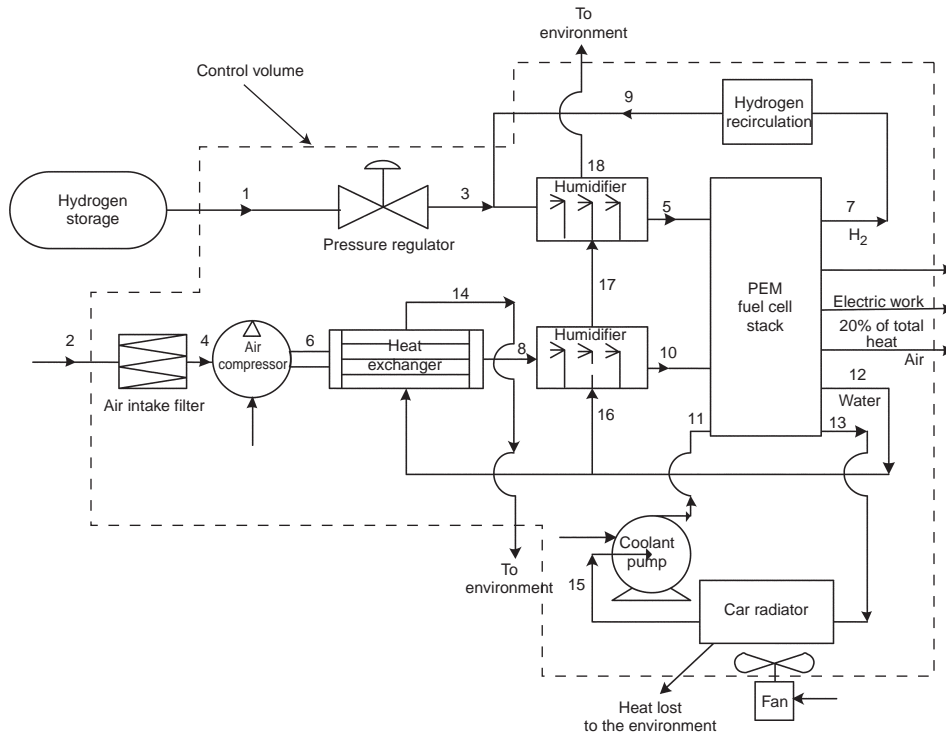 To
environment
Control volume
9
Hydrogen
recirculation
18
Humidifier
Hydrogen
storage
1
3
5
7
H2
Pressure regulator
17
PEM
fuel cell
stack
14
Electric work
20% of total
heat
Air
2
4
Air
compressor
6
Heat
exchanger
8
Humidifier
10
12
Water
Air intake filter
16
11
13
Coolant
pump
To
environment
15
Car radiator
Heat lost
to the environment
Fan